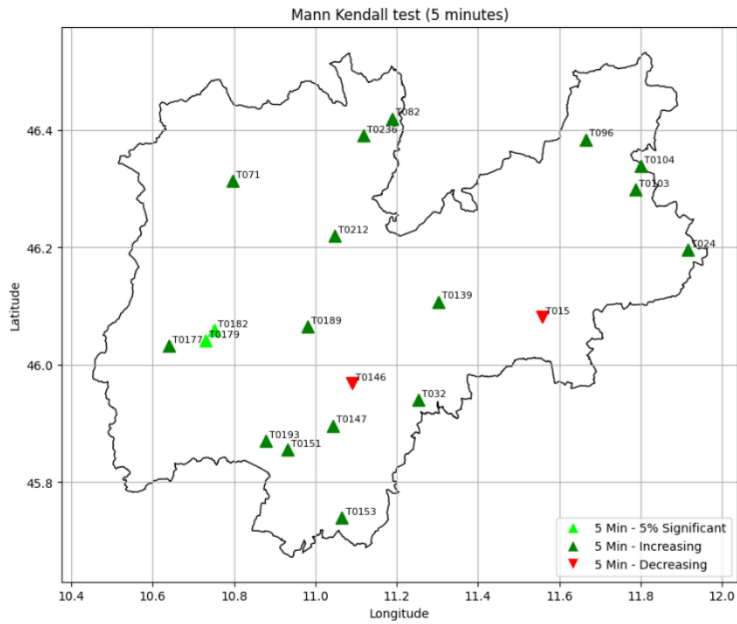 Mann Kendall test (5 minutes)
46.4
46.2
46.0
45.8
Latitude
T082
T0236
T096
T0104
T071
T0103
T0212
T024
T0139
T015
T0182
T0189
T0179
T0177
T0146
T032
T0147
T0193
T0151
T0153
5 Min - 5% Significant
5 Min - Increasing
5 Min - Decreasing
10.4 10.6 10.8 11.0 11.2 11.4 11.6 11.8 12.0
Longitude